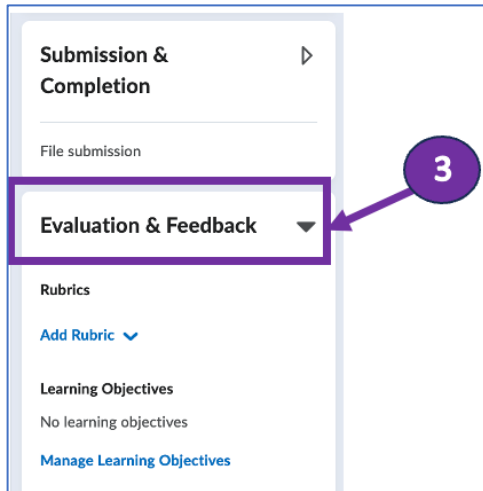 Submission &
Completion
File submission
3
Evaluation & Feedback
Rubrics
Add Rubric
Learning Objectives
No learning objectives
Manage Learning Objectives